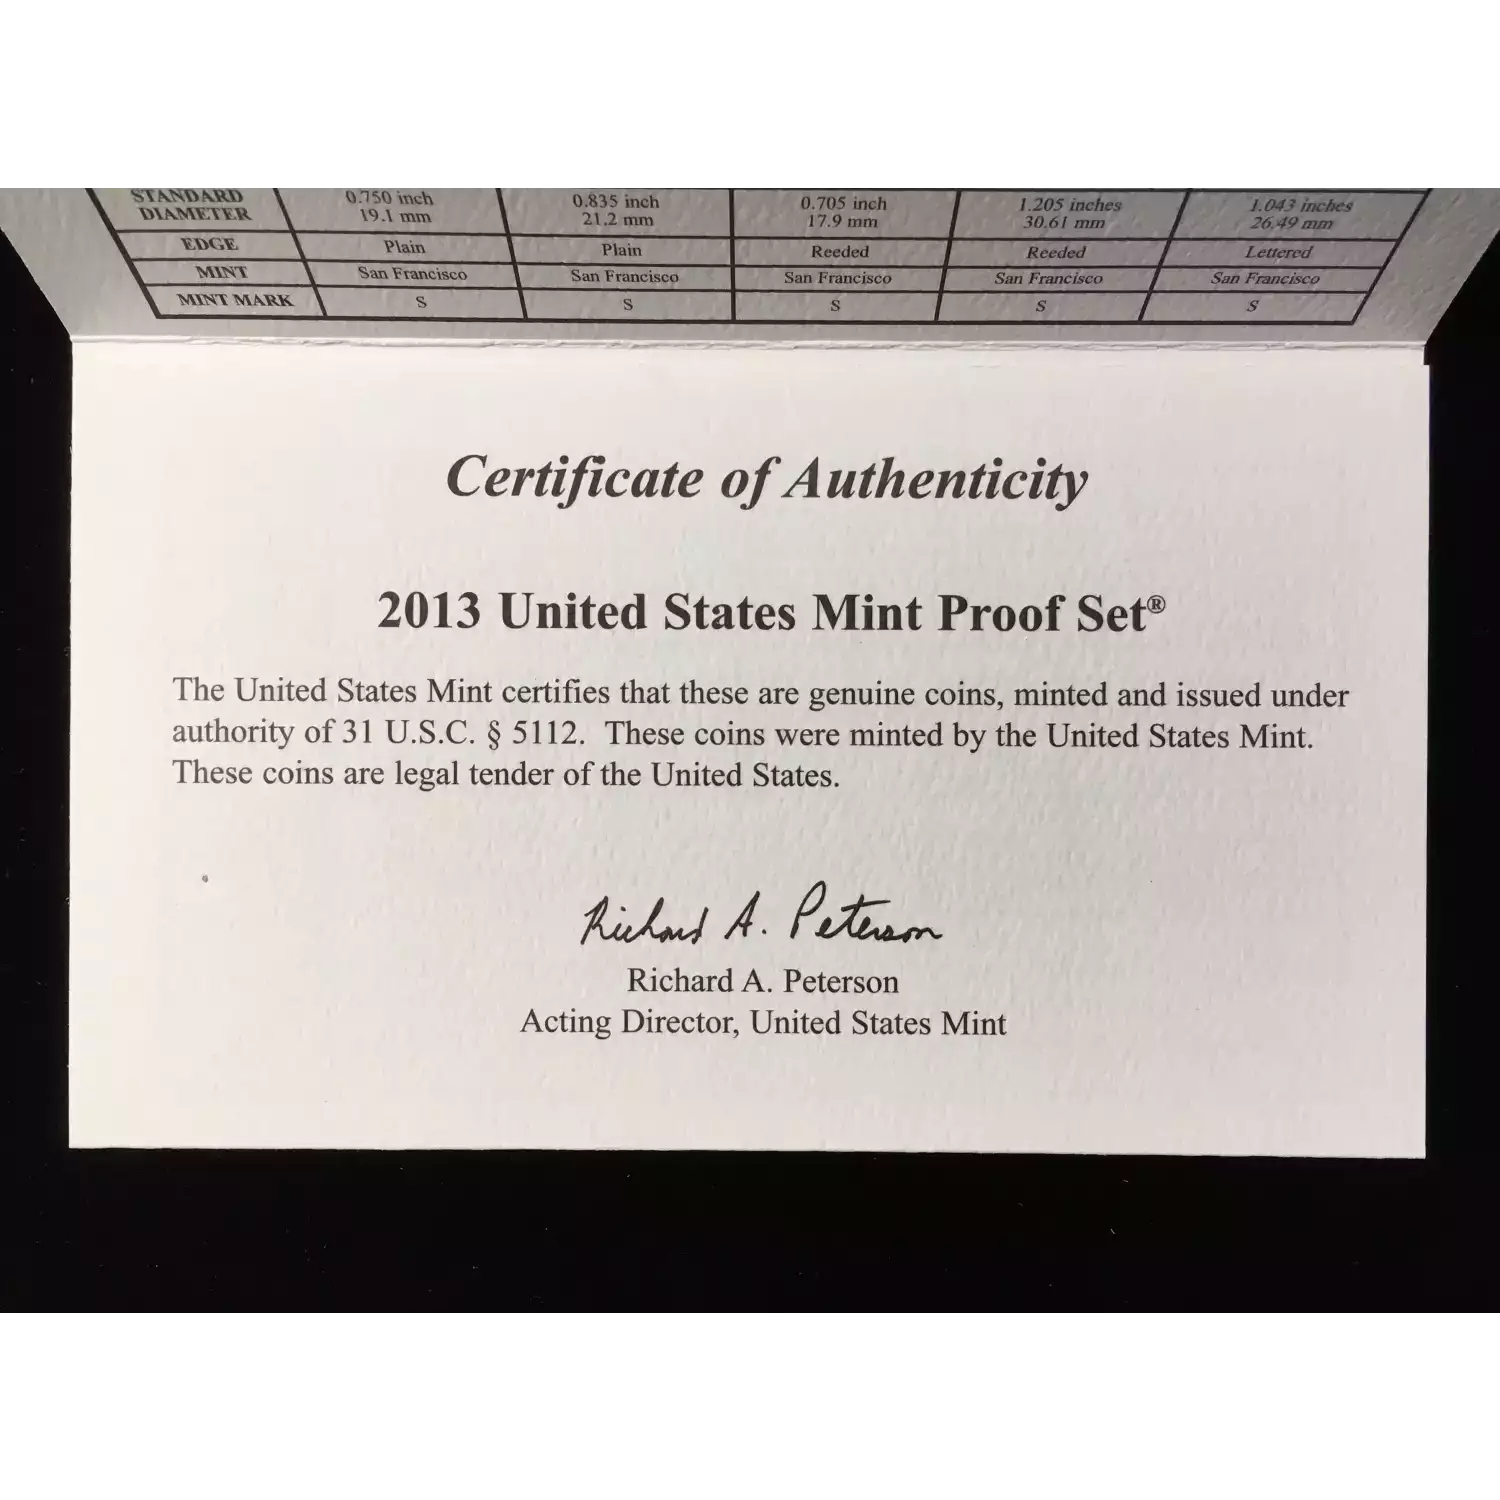 STANDARD DIAMETER 0.750 inch 19.1 mm 0.835 inch 21.2 mm 0.705 inch 17.9 mm 1.205 inches 30.61 mm 1.043 inches 26.49 mm
EDGE Plain Plain Reeded Reeded Lettered
MINT San Francisco San Francisco San Francisco San Francisco San Francisco
MINT MARK S S S S S
Certificate of Authenticity
2013 United States Mint Proof Set®
The United States Mint certifies that these are genuine coins, minted and issued under
authority of 31 U.S.C. § 5112. These coins were minted by the United States Mint.
These coins are legal tender of the United States.
Richard A. Peterson
Richard A. Peterson
Acting Director, United States Mint